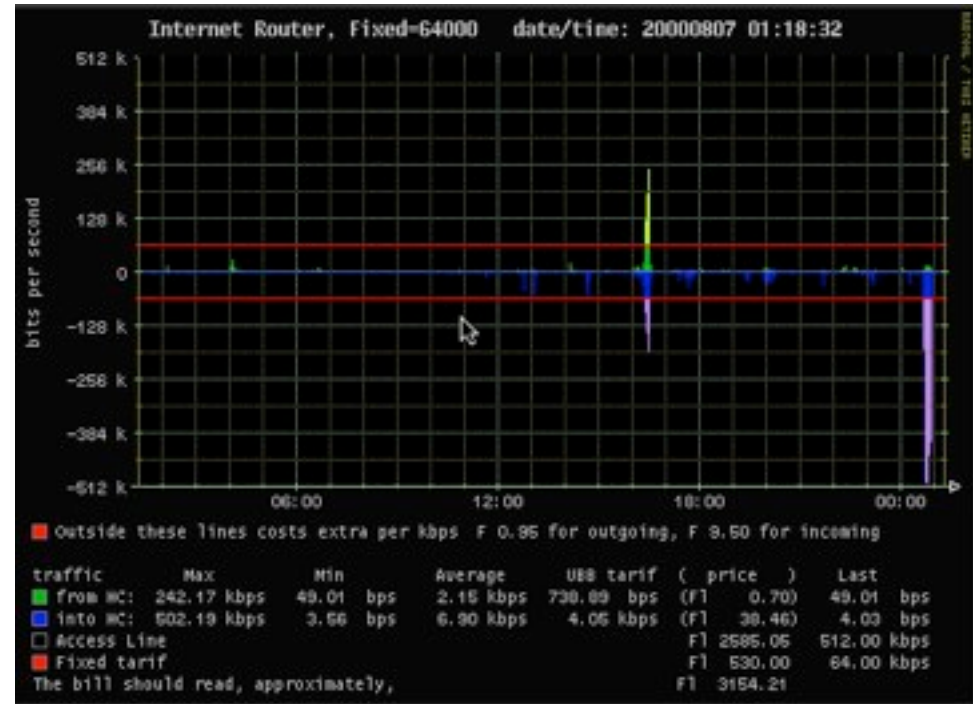 Internet Router, Fixed=64000 date/time: 20000807 01:18:32
RRDTOOL / TOBI OETIKER
bits per second
512 k
384 k
256 k
128 k
0
-128 k
-256 k
-384 k
-512 k
06:00 12:00 18:00 00:00
Outside these lines costs extra per kbps F 0.95 for outgoing, F 9.50 for incoming
traffic Max Min Average UBB tarif ( price ) Last
from HC: 242.17 kbps 49.01 bps 2.15 kbps 738.89 bps (Fl 0.70) 49.01 bps
into HC: 502.19 kbps 3.56 bps 6.90 kbps 4.05 kbps (Fl 38.46) 4.03 bps
Access Line Fl 2585.05 512.00 kbps
Fixed tarif Fl 530.00 64.00 kbps
The bill should read, approximately, Fl 3154.21